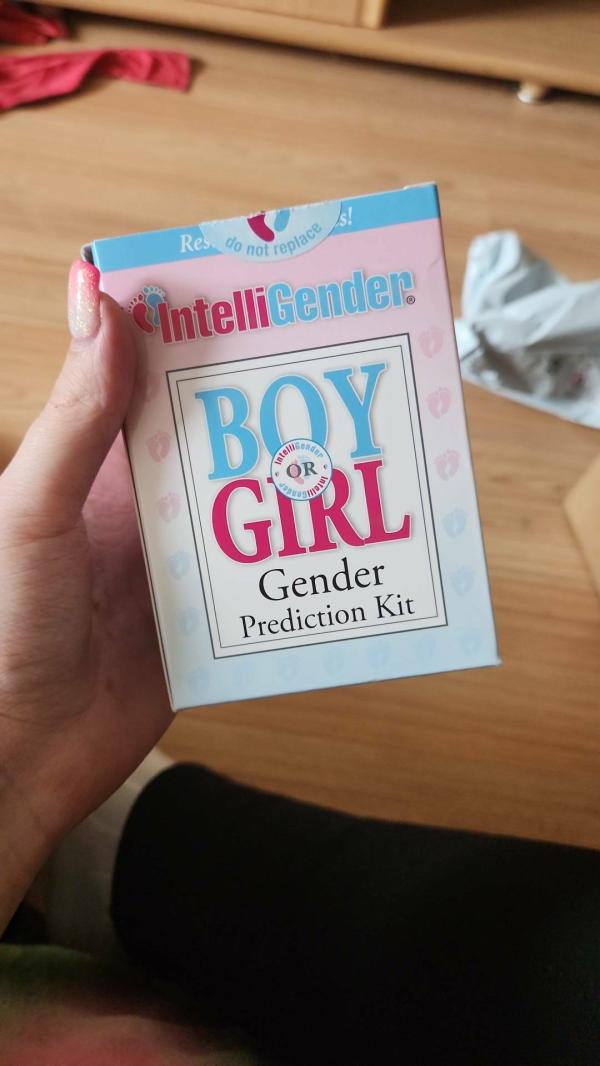 do not replace
IntelliGender®
BOY
IntelliGender
OR
IntelliGender
GIRL
Gender
Prediction Kit